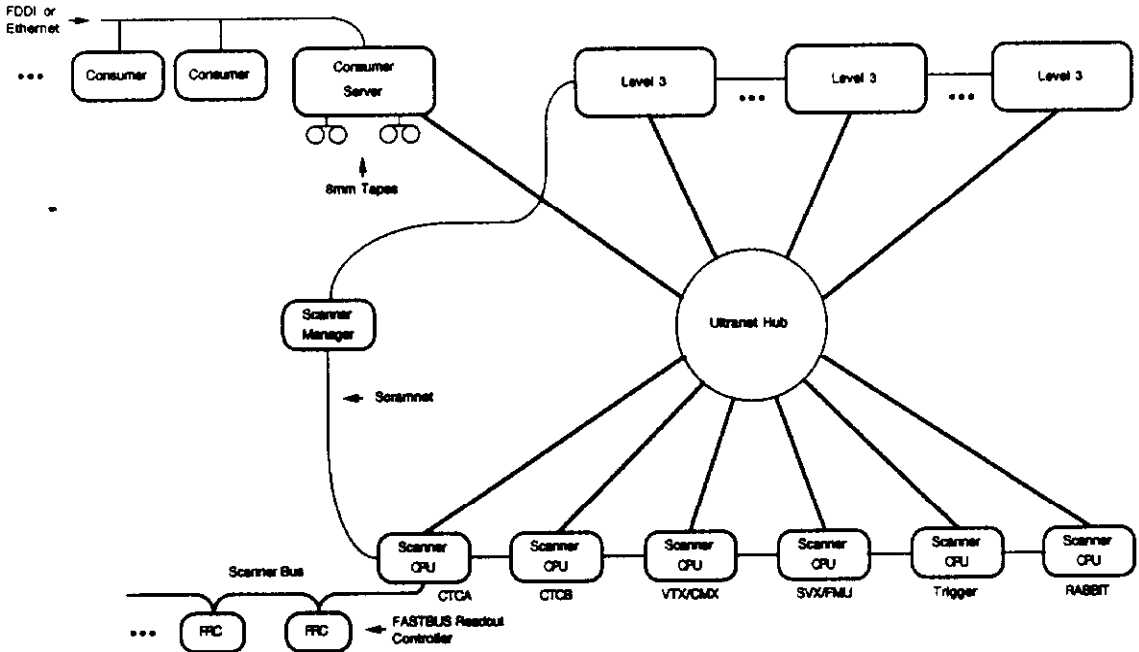 FDDI or
Ethernet
Consumer
Consumer
Consumer
Server
8mm Tapes
Level 3
Level 3
Level 3
Scanner
Manager
Ultranet Hub
Scramnet
Scanner
CPU
Scanner
CPU
Scanner
CPU
Scanner
CPU
Scanner
CPU
Scanner
CPU
CTCA
CTCB
VTX/CMX
SVX/FMU
Trigger
RABBIT
Scanner Bus
FRC
FRC
FASTBUS Readout
Controller